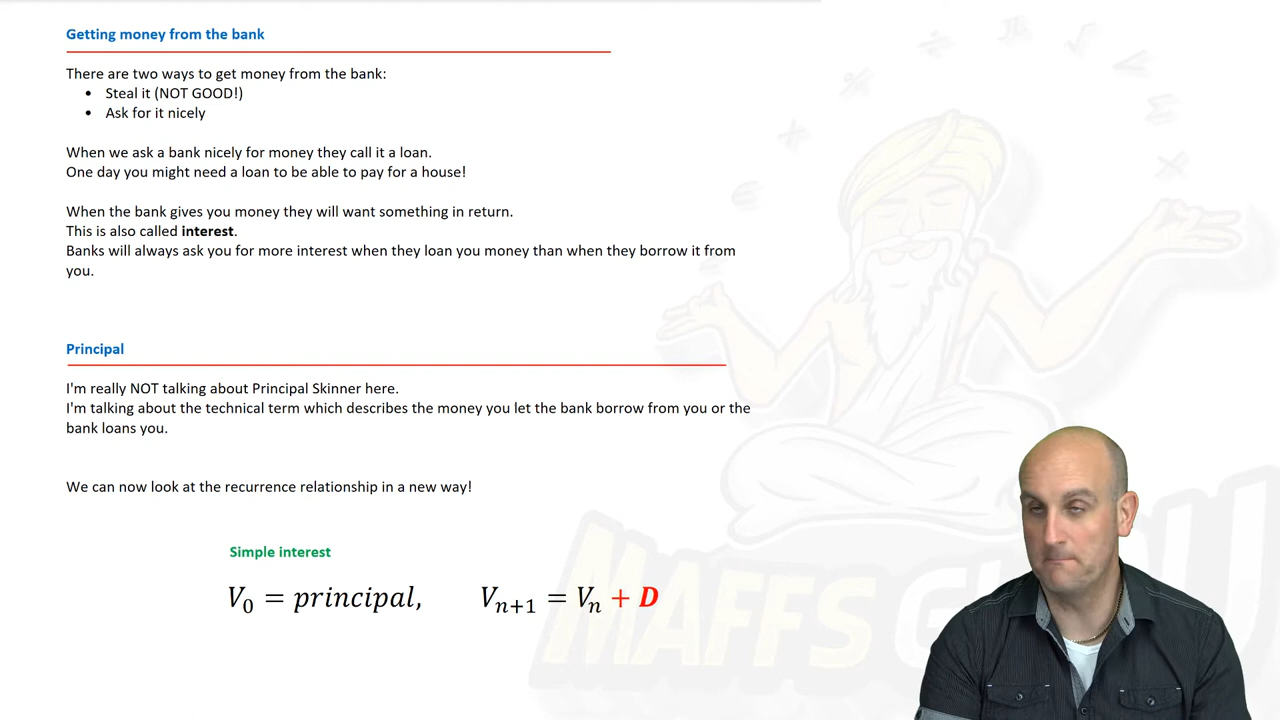 Getting money from the bank
There are two ways to get money from the bank:
• Steal it (NOT GOOD!)
• Ask for it nicely
When we ask a bank nicely for money they call it a loan.
One day you might need a loan to be able to pay for a house!
When the bank gives you money they will want something in return.
This is also called interest.
Banks will always ask you for more interest when they loan you money than when they borrow it from
you.
Principal
I'm really NOT talking about Principal Skinner here.
I'm talking about the technical term which describes the money you let the bank borrow from you or the
bank loans you.
We can now look at the recurrence relationship in a new way!
Simple interest
V₀ = principal, Vₙ₊₁ = Vₙ + D
MAFFS GURU